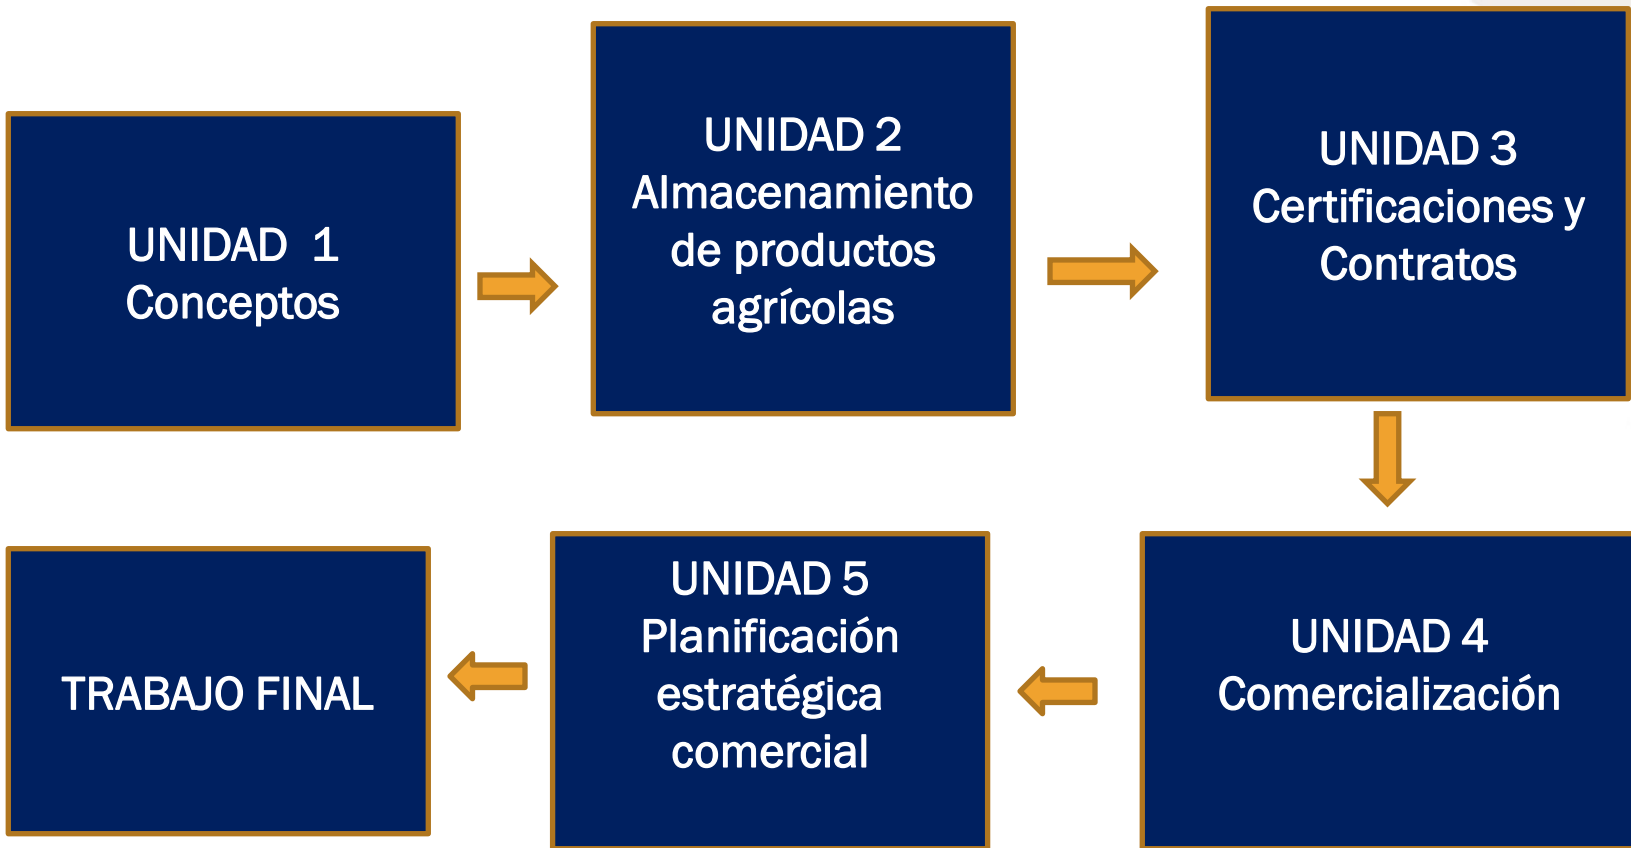 UNIDAD  1
Conceptos
UNIDAD 2
Almacenamiento
de productos
agrícolas
UNIDAD 3
Certificaciones y
Contratos
UNIDAD 4
Comercialización
UNIDAD 5
Planificación
estratégica
comercial
TRABAJO FINAL